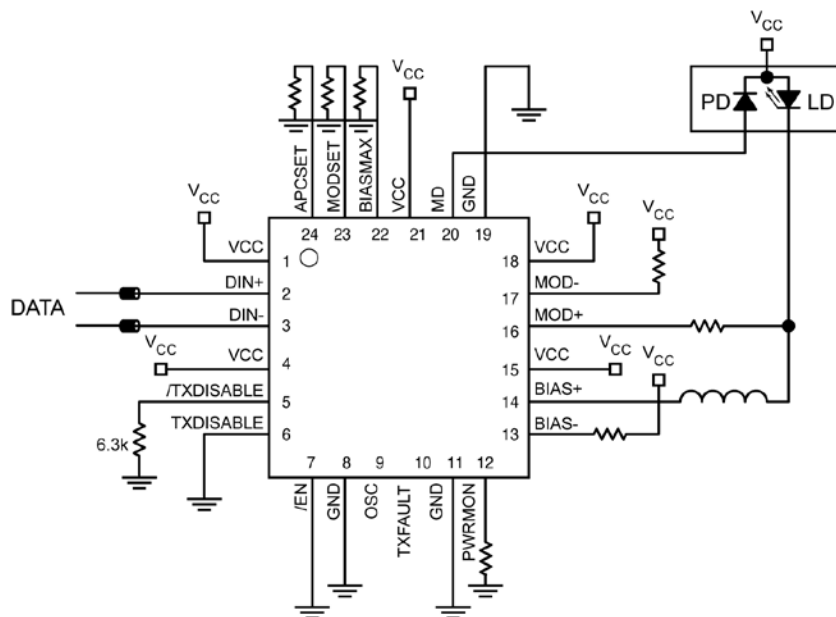 VCC
PD
LD
VCC
APCSET
MODSET
BIASMAX
VCC
MD
GND
24
23
22
21
20
19
VCC
VCC
1
DATA
DIN+
2
DIN-
3
VCC
VCC
4
/TXDISABLE
5
TXDISABLE
6
6.3k
VCC
VCC
18
VCC
MOD-
17
MOD+
16
VCC
15
VCC
VCC
BIAS+
14
BIAS-
13
7
8
9
10
11
12
/EN
GND
OSC
TXFAULT
GND
PWRMON